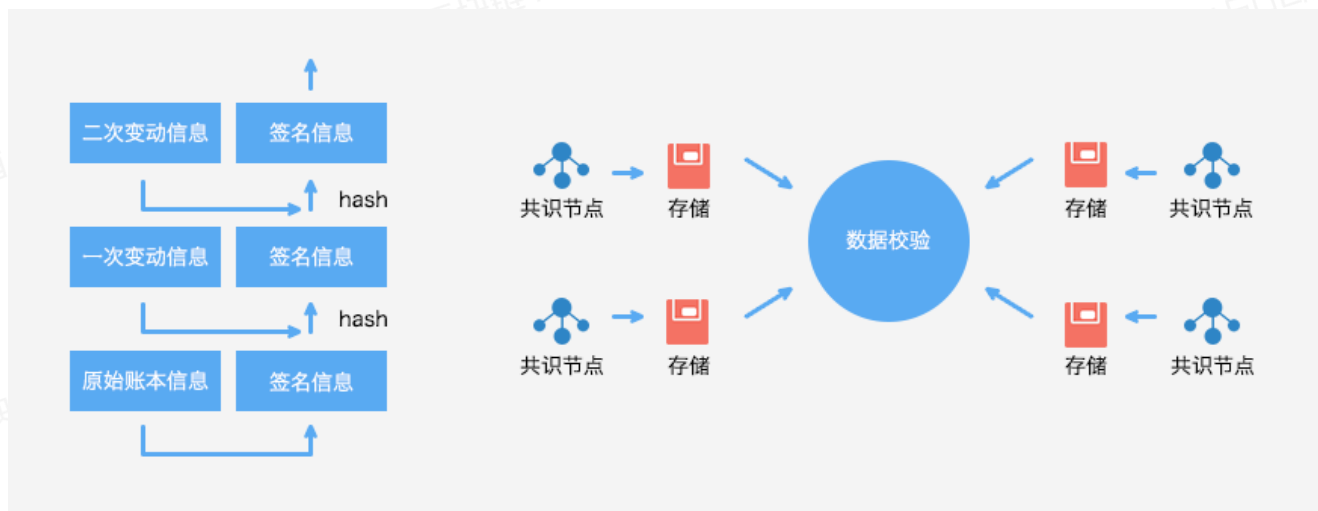 二次变动信息
签名信息
hash
一次变动信息
签名信息
hash
原始账本信息
签名信息
共识节点
存储
共识节点
存储
数据校验
存储
共识节点
存储
共识节点